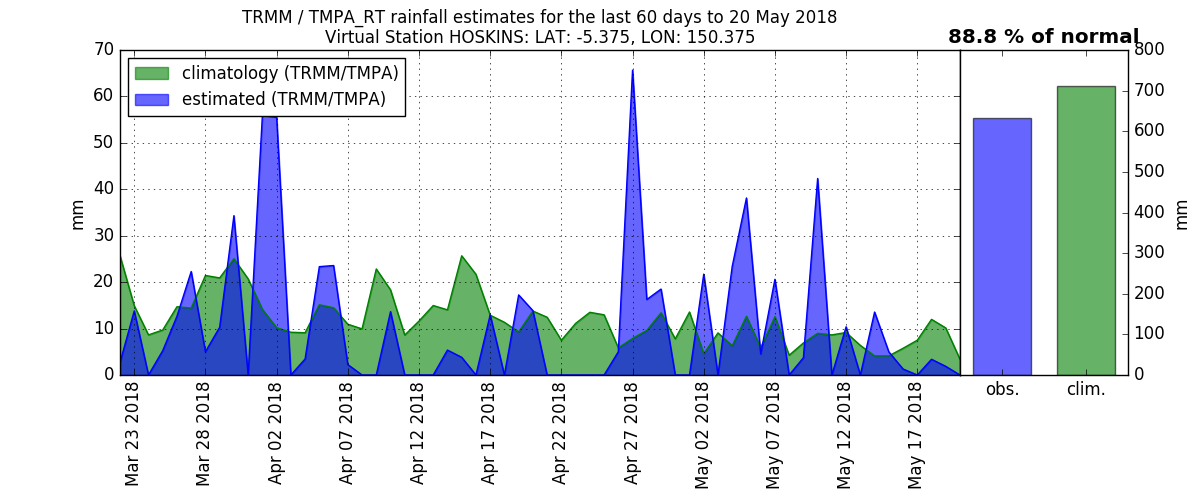 TRMM / TMPA_RT rainfall estimates for the last 60 days to 20 May 2018
Virtual Station HOSKINS: LAT: -5.375, LON: 150.375
88.8 % of normal
climatology (TRMM/TMPA)
estimated (TRMM/TMPA)
mm
70
60
50
40
30
20
10
0
Mar 23 2018
Mar 28 2018
Apr 02 2018
Apr 07 2018
Apr 12 2018
Apr 17 2018
Apr 22 2018
Apr 27 2018
May 02 2018
May 07 2018
May 12 2018
May 17 2018
800
700
600
500
400
300
200
100
0
mm
obs.
clim.